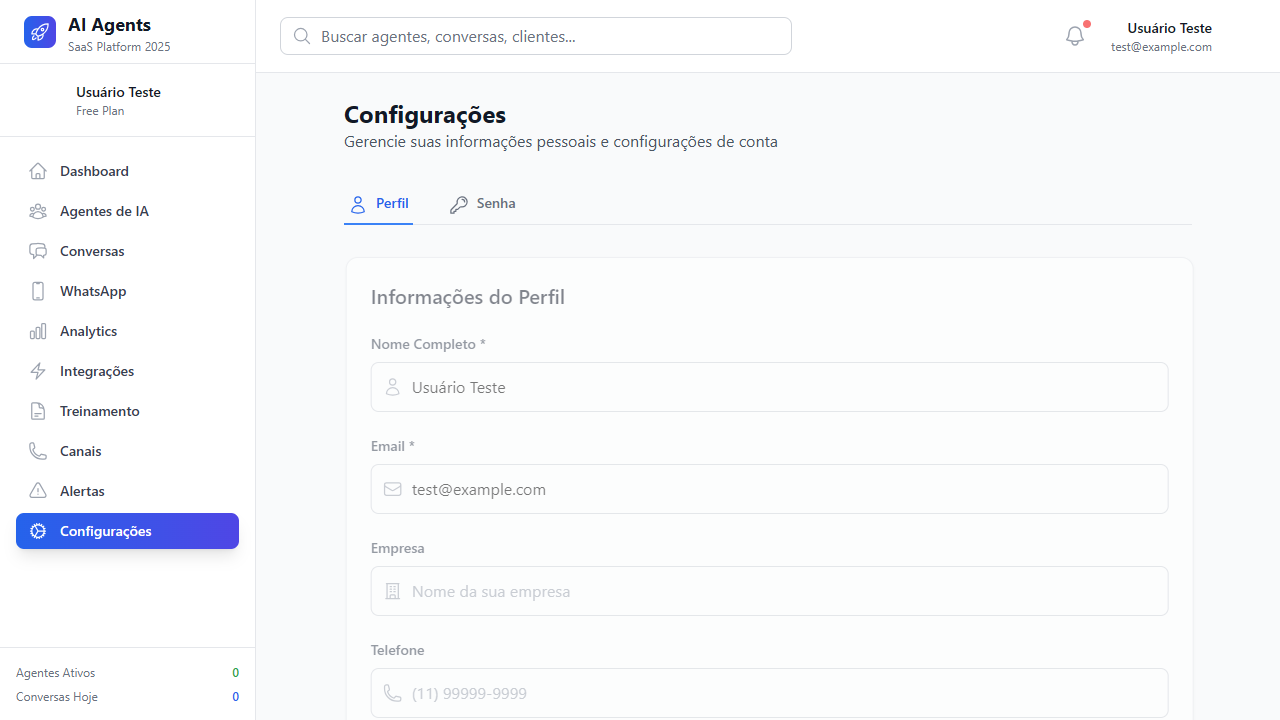 AI Agents
SaaS Platform 2025
Usuário Teste
Free Plan
Dashboard
Agentes de IA
Conversas
WhatsApp
Analytics
Integrações
Treinamento
Canais
Alertas
Configurações
Agentes Ativos 0
Conversas Hoje 0
Buscar agentes, conversas, clientes...
Usuário Teste
test@example.com
Configurações
Gerencie suas informações pessoais e configurações de conta
Perfil Senha
Informações do Perfil
Nome Completo *
Usuário Teste
Email *
test@example.com
Empresa
Nome da sua empresa
Telefone
(11) 99999-9999